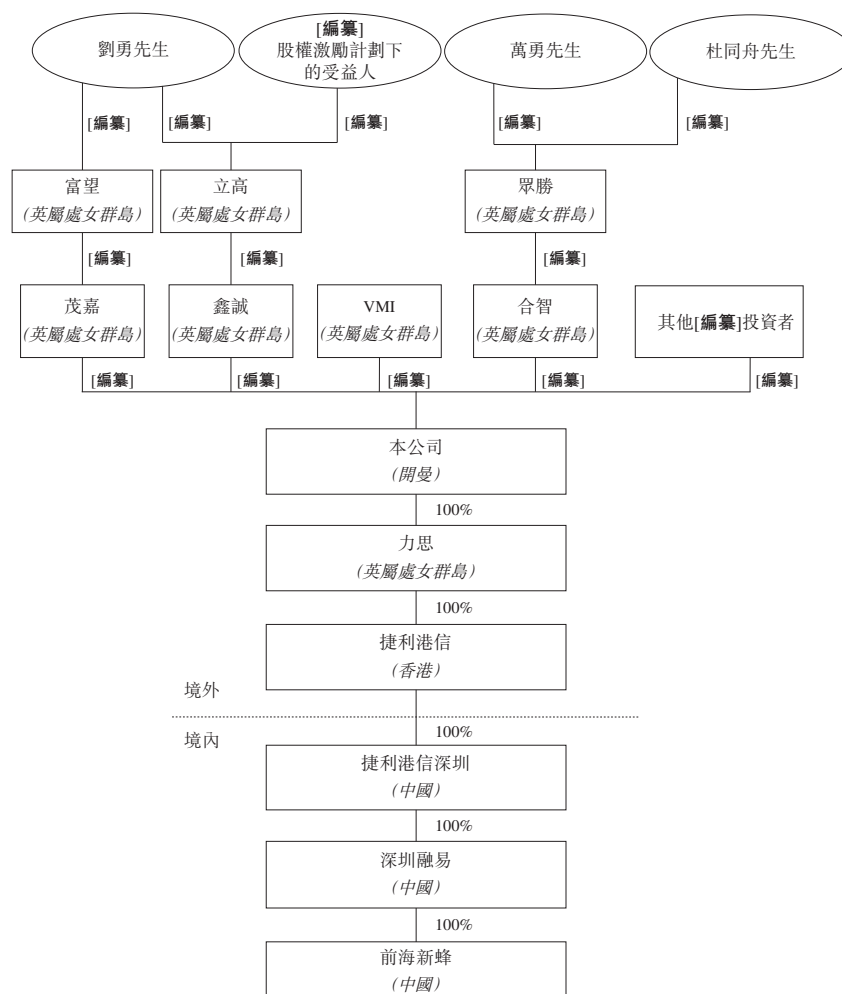 劉勇先生
[編纂]
股權激勵計劃下
的受益人
萬勇先生
杜同舟先生
[編纂] [編纂] [編纂] [編纂] [編纂]
富望
(英屬處女群島)
立高
(英屬處女群島)
眾勝
(英屬處女群島)
[編纂] [編纂] [編纂]
茂嘉
(英屬處女群島)
鑫誠
(英屬處女群島)
VMI
(英屬處女群島)
合智
(英屬處女群島)
其他[編纂]投資者
[編纂] [編纂] [編纂] [編纂] [編纂]
本公司
(開曼)
100%
力思
(英屬處女群島)
100%
捷利港信
(香港)
境外
100%
境內
捷利港信深圳
(中國)
100%
深圳融易
(中國)
100%
前海新蜂
(中國)